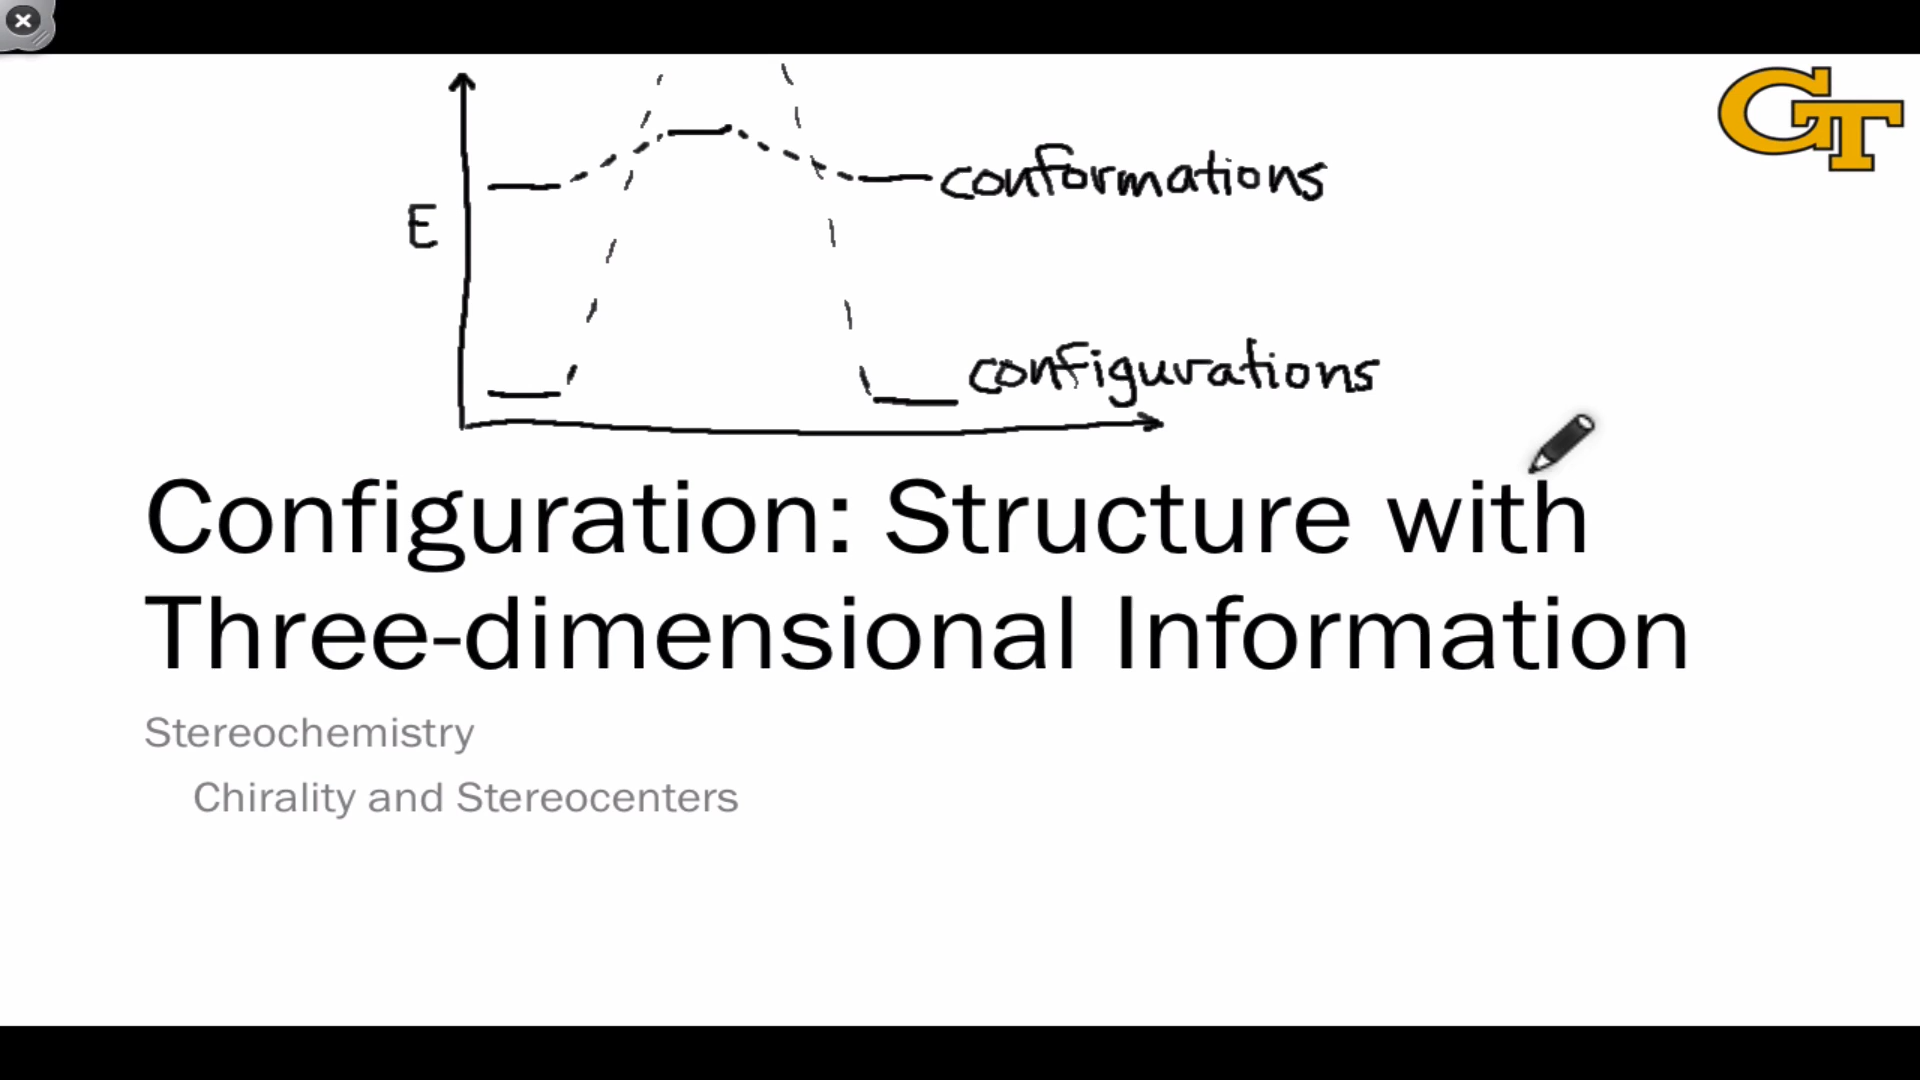 GT
conformations
E
configurations
Configuration: Structure with
Three-dimensional Information
Stereochemistry
Chirality and Stereocenters